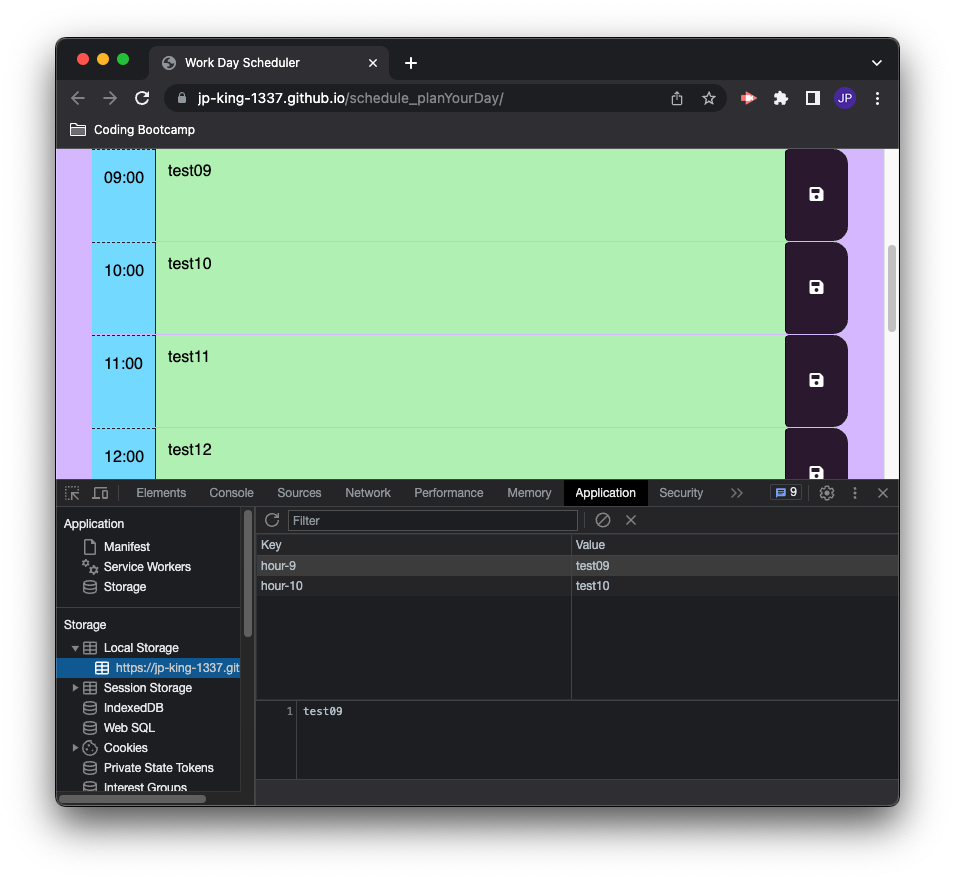 Work Day Scheduler
jp-king-1337.github.io/schedule_planYourDay/
JP
Coding Bootcamp
09:00 test09
10:00 test10
11:00 test11
12:00 test12
Elements Console Sources Network Performance Memory Application Security 9
Application
Filter
Manifest
Service Workers
Storage
Key Value
hour-9 test09
hour-10 test10
Storage
Local Storage
https://jp-king-1337.git
Session Storage
IndexedDB
Web SQL
Cookies
Private State Tokens
Interest Groups
1 test09